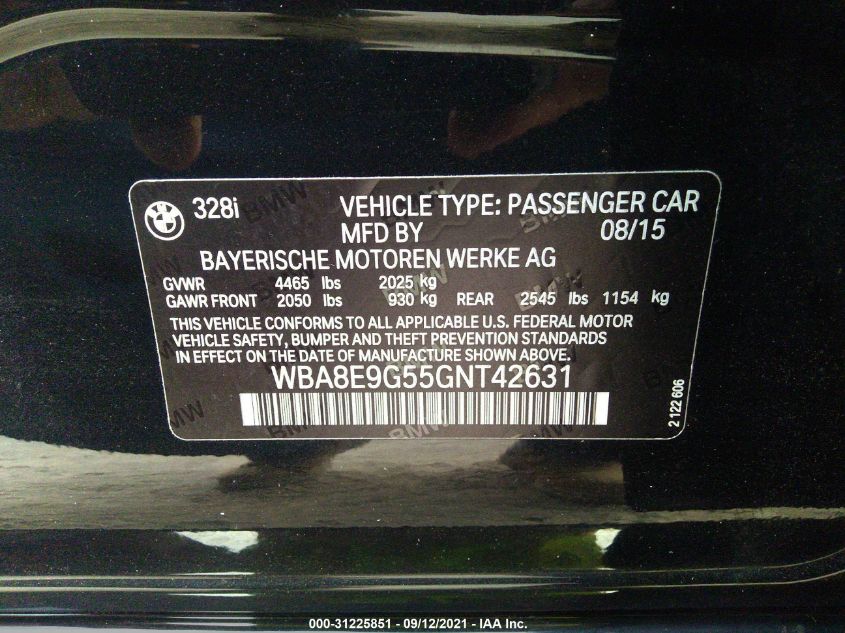 328i VEHICLE TYPE: PASSENGER CAR
MFD BY 08/15
BAYERISCHE MOTOREN WERKE AG
GVWR 4465 lbs 2025 kg
GAWR FRONT 2050 lbs 930 kg REAR 2545 lbs 1154 kg
THIS VEHICLE CONFORMS TO ALL APPLICABLE U.S. FEDERAL MOTOR
VEHICLE SAFETY, BUMPER AND THEFT PREVENTION STANDARDS
IN EFFECT ON THE DATE OF MANUFACTURE SHOWN ABOVE.
WBA8E9G55GNT42631
2 122 606
000-31225851 - 09/12/2021 - IAA Inc.